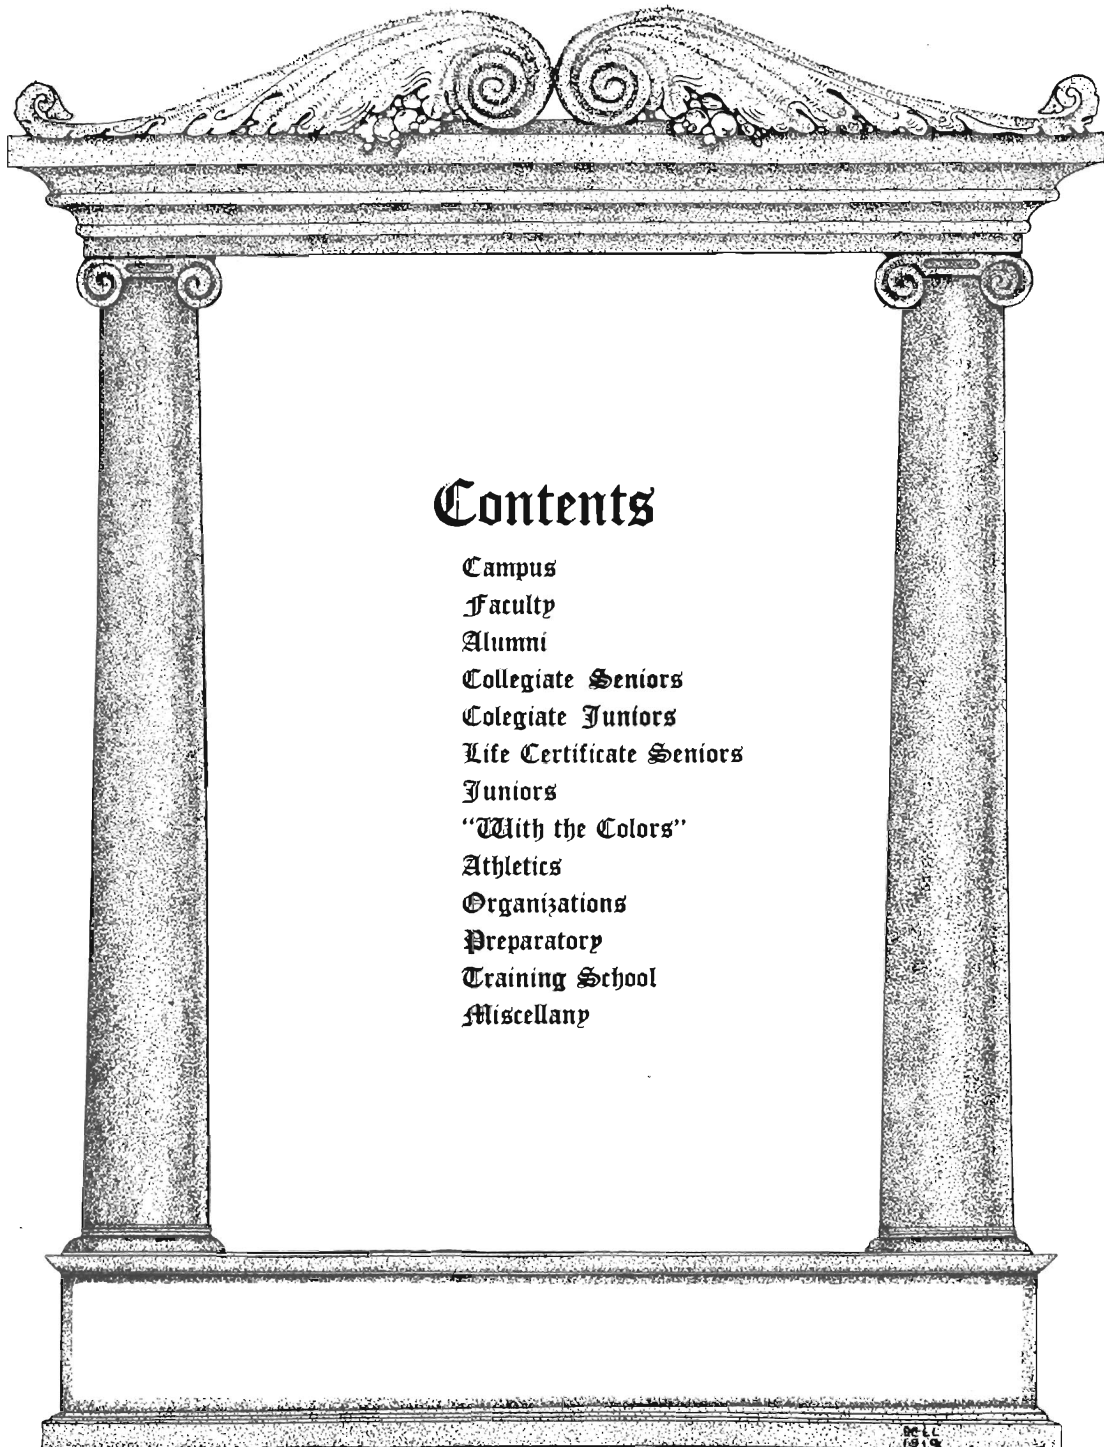 Contents
Campus
Faculty
Alumni
Collegiate Seniors
Colegiate Juniors
Life Certificate Seniors
Juniors
"With the Colors"
Athletics
Organizations
Preparatory
Training School
Miscellany
1919